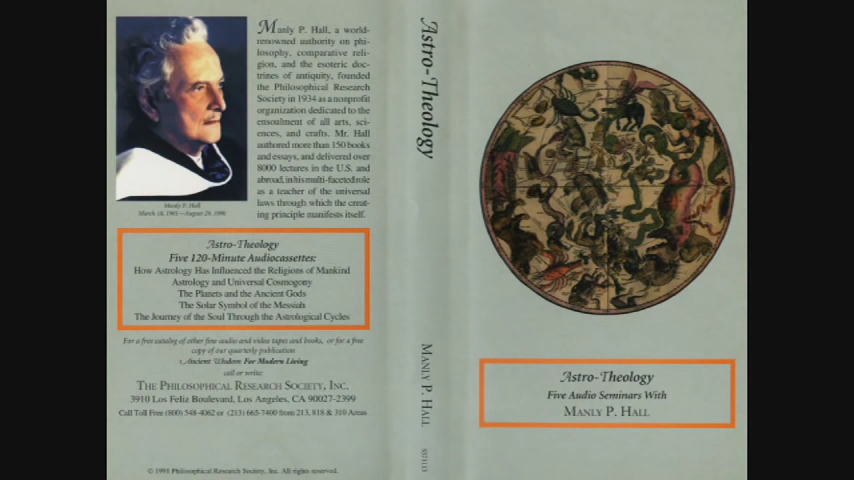 Manly P. Hall, a world-
renowned authority on phi-
losophy, comparative reli-
gion, and the esoteric doc-
trines of antiquity, founded
the Philosophical Research
Society in 1934 as a nonprofit
organization dedicated to the
ensoulment of all arts, sci-
ences, and crafts. Mr. Hall
authored more than 150 books
and essays, and delivered over
8000 lectures in the U.S. and
abroad, in his multi-faceted role
as a teacher of the universal
laws through which the creat-
ing principle manifests itself.
Manly P. Hall
March 18, 1901—August 29, 1990
Astro-Theology
Five 120-Minute Audiocassettes:
How Astrology Has Influenced the Religions of Mankind
Astrology and Universal Cosmogony
The Planets and the Ancient Gods
The Solar Symbol of the Messiah
The Journey of the Soul Through the Astrological Cycles
For a free catalog of other fine audio and video tapes and books, or for a free
copy of our quarterly publication
Ancient Wisdom For Modern Living
call or write:
THE PHILOSOPHICAL RESEARCH SOCIETY, INC.
3910 Los Feliz Boulevard, Los Angeles, CA 90027-2399
Call Toll Free (800) 548-4062 or (213) 665-7400 from 213, 818 & 310 Areas
© 1991 Philosophical Research Society, Inc. All rights reserved.
Astro-Theology
MANLY P. HALL
Astro-Theology
Five Audio Seminars With
MANLY P. HALL